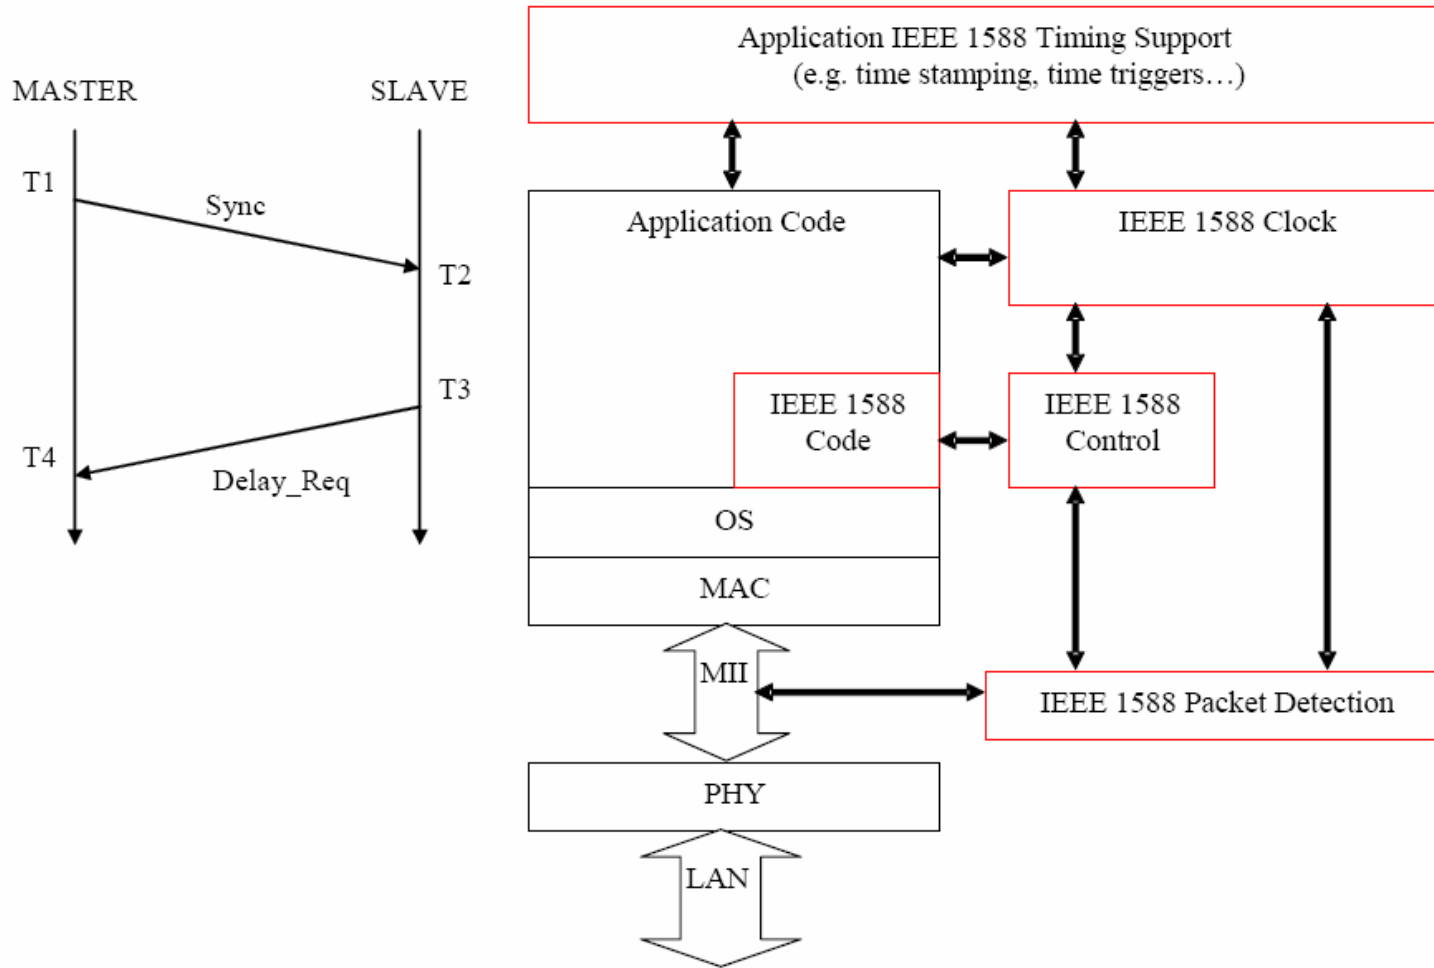 MASTER
SLAVE
T1
Sync
T2
T3
T4
Delay_Req
Application IEEE 1588 Timing Support
(e.g. time stamping, time triggers…)
Application Code
IEEE 1588 Clock
IEEE 1588
Code
IEEE 1588
Control
OS
MAC
MII
IEEE 1588 Packet Detection
PHY
LAN